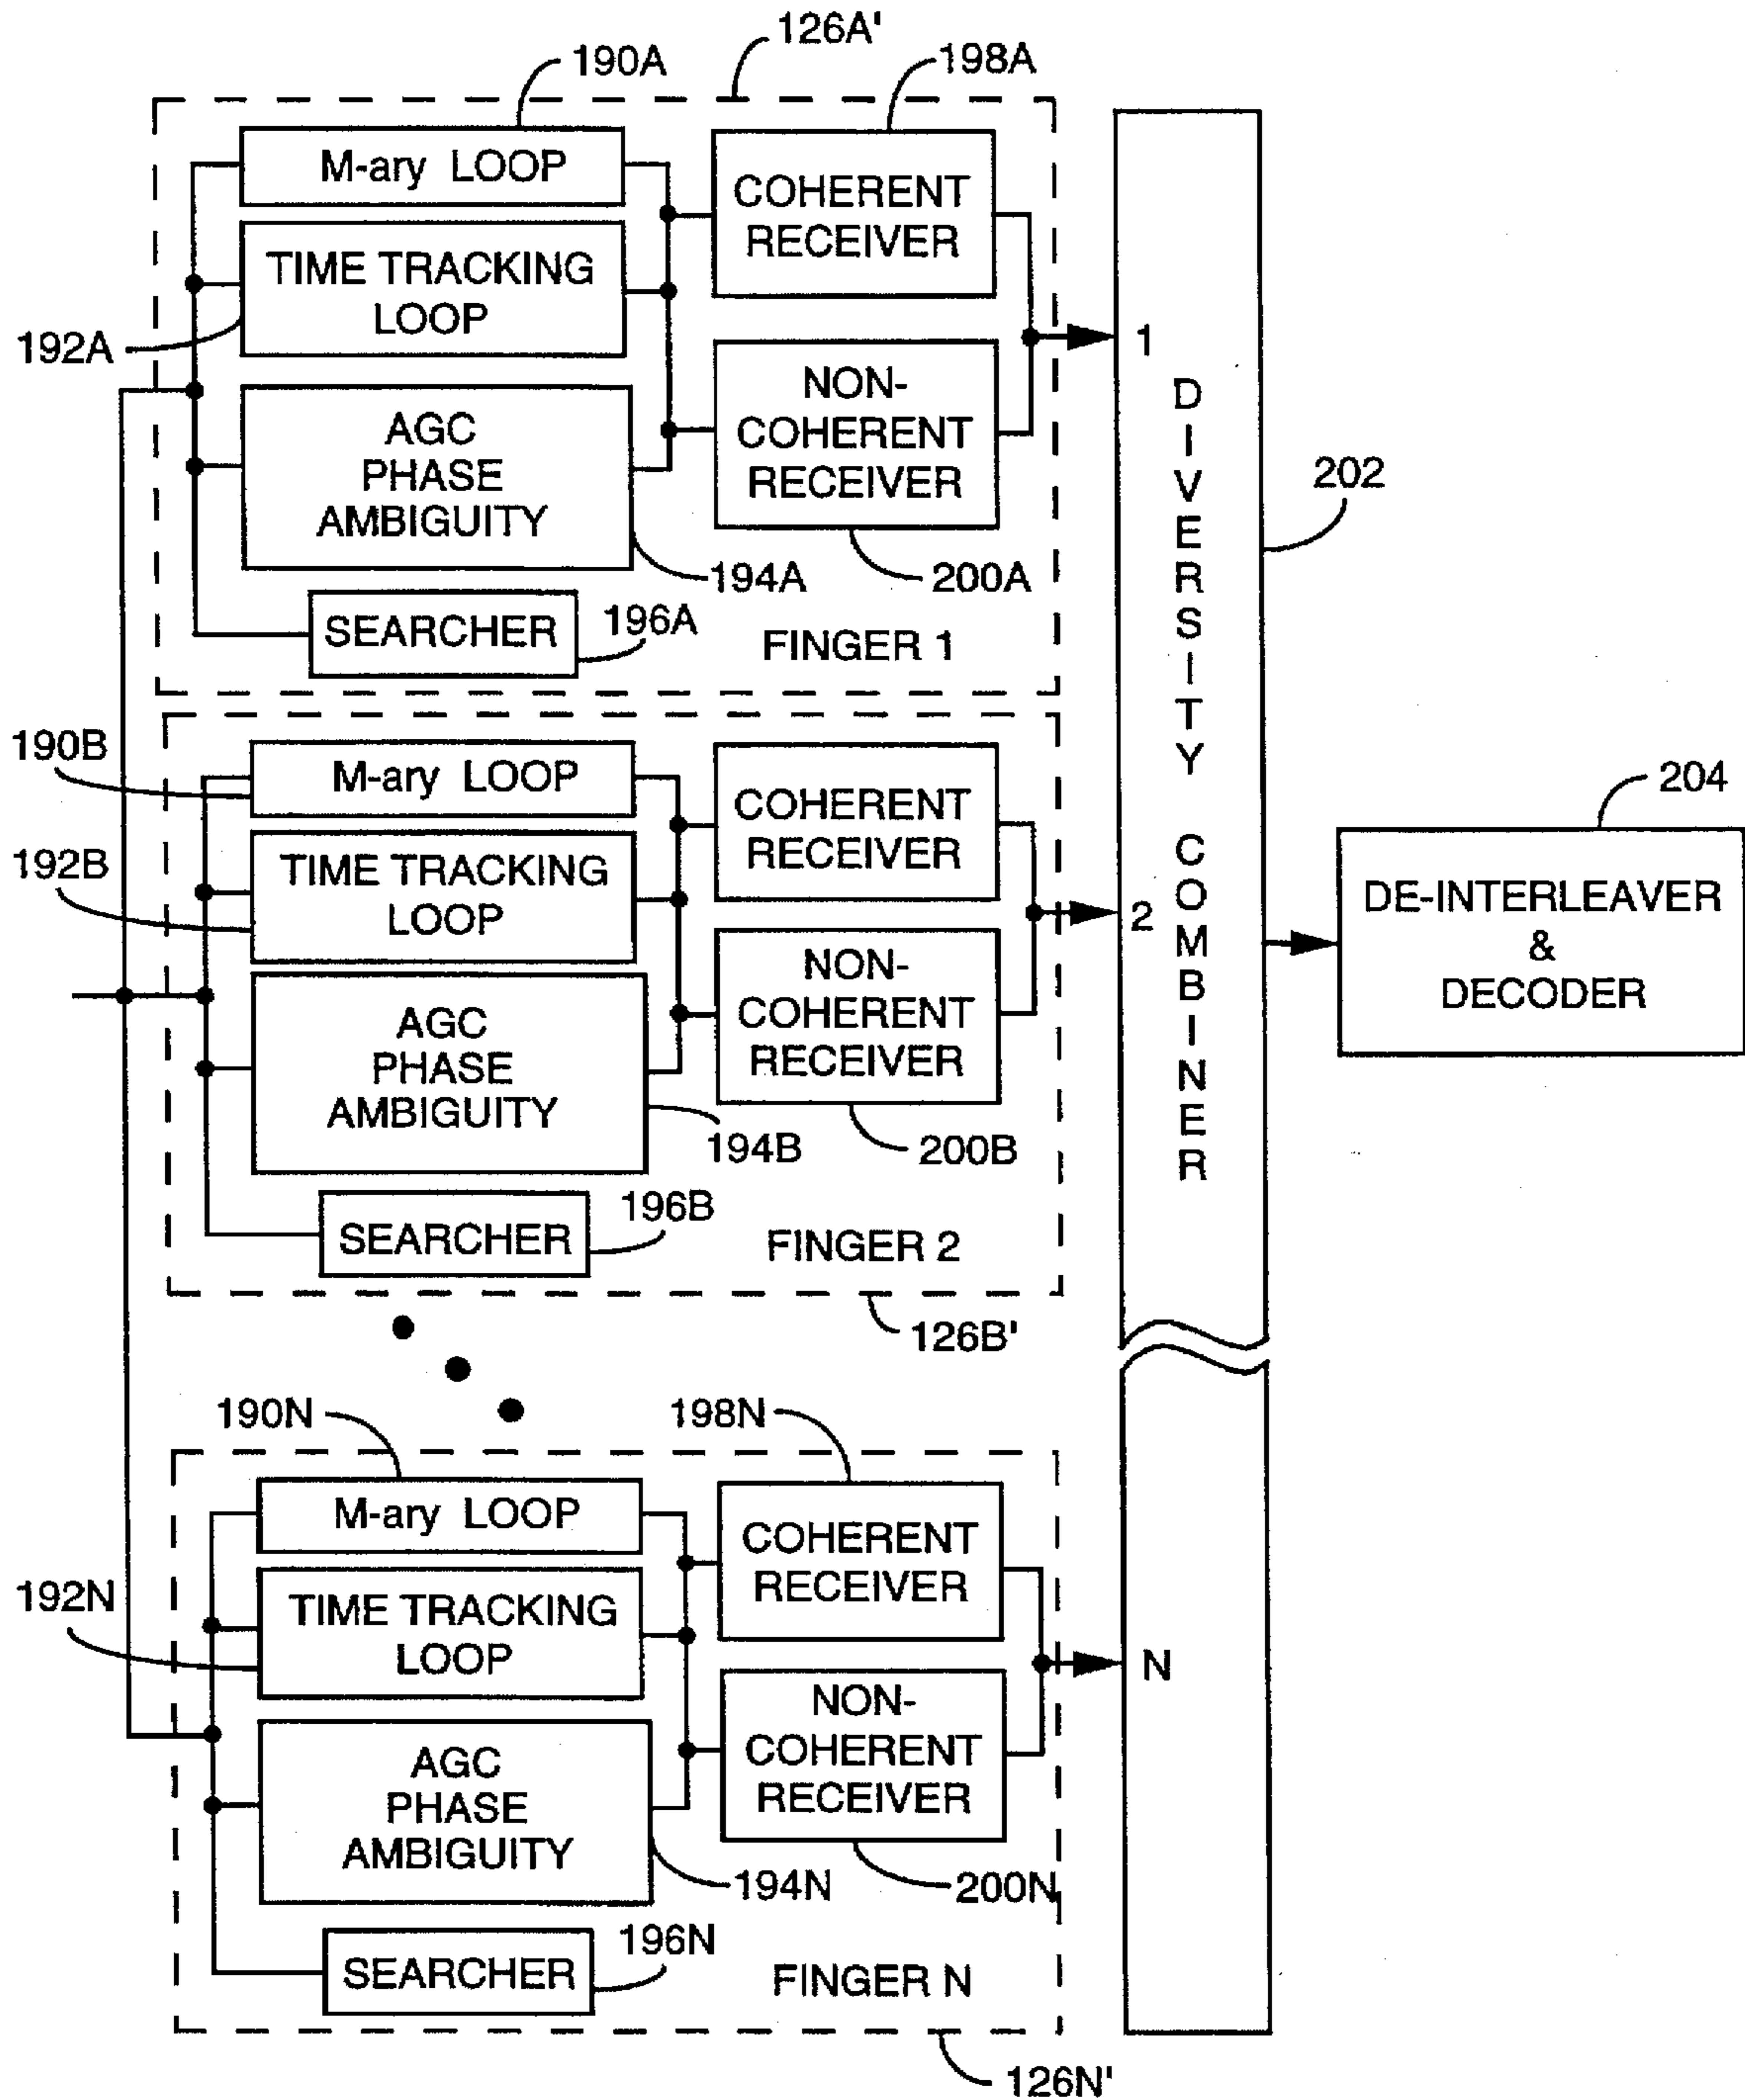 126A'
190A
198A
M-ary LOOP
COHERENT
RECEIVER
TIME TRACKING
LOOP
192A
1
NON-
COHERENT
RECEIVER
AGC
PHASE
AMBIGUITY
202
194A
200A
SEARCHER
196A
FINGER 1
DIVERSITY COMBINER
190B
M-ary LOOP
COHERENT
RECEIVER
204
192B
TIME TRACKING
LOOP
2
DE-INTERLEAVER
&
DECODER
NON-
COHERENT
RECEIVER
AGC
PHASE
AMBIGUITY
194B
200B
SEARCHER
196B
FINGER 2
126B'
190N
198N
M-ary LOOP
COHERENT
RECEIVER
192N
TIME TRACKING
LOOP
N
NON-
COHERENT
RECEIVER
AGC
PHASE
AMBIGUITY
194N
200N
SEARCHER
196N
FINGER N
126N'